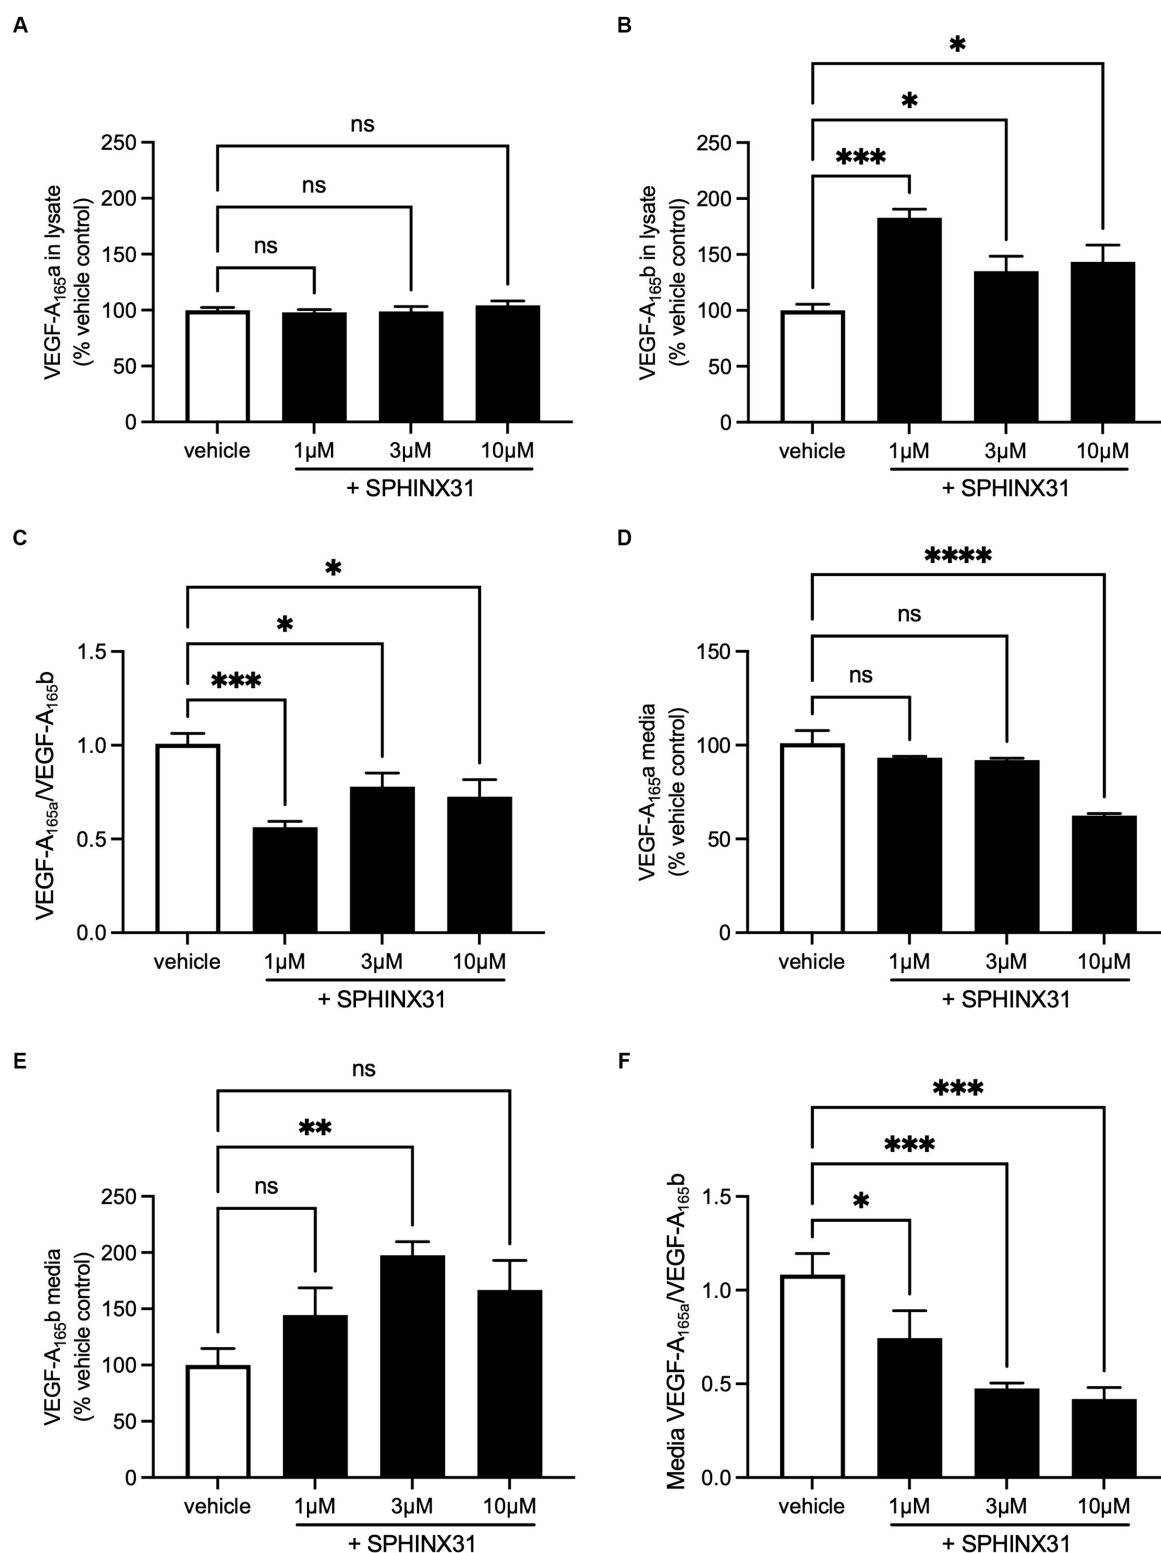 A
ns
ns
ns
250
200
150
100
50
0
VEGF-A₁₆₅a in lysate
(% vehicle control)
vehicle 1µM 3µM 10µM
+ SPHINX31
B
*
*
***
250
200
150
100
50
0
VEGF-A₁₆₅b in lysate
(% vehicle control)
vehicle 1µM 3µM 10µM
+ SPHINX31
C
*
*
***
1.5
1.0
0.5
0.0
VEGF-A₁₆₅ₐ/VEGF-A₁₆₅b
vehicle 1µM 3µM 10µM
+ SPHINX31
D
****
ns
ns
150
100
50
0
VEGF-A₁₆₅a media
(% vehicle control)
vehicle 1µM 3µM 10µM
+ SPHINX31
E
ns
**
ns
250
200
150
100
50
0
VEGF-A₁₆₅b media
(% vehicle control)
vehicle 1µM 3µM 10µM
+ SPHINX31
F
***
***
*
1.5
1.0
0.5
0.0
Media VEGF-A₁₆₅ₐ/VEGF-A₁₆₅b
vehicle 1µM 3µM 10µM
+ SPHINX31